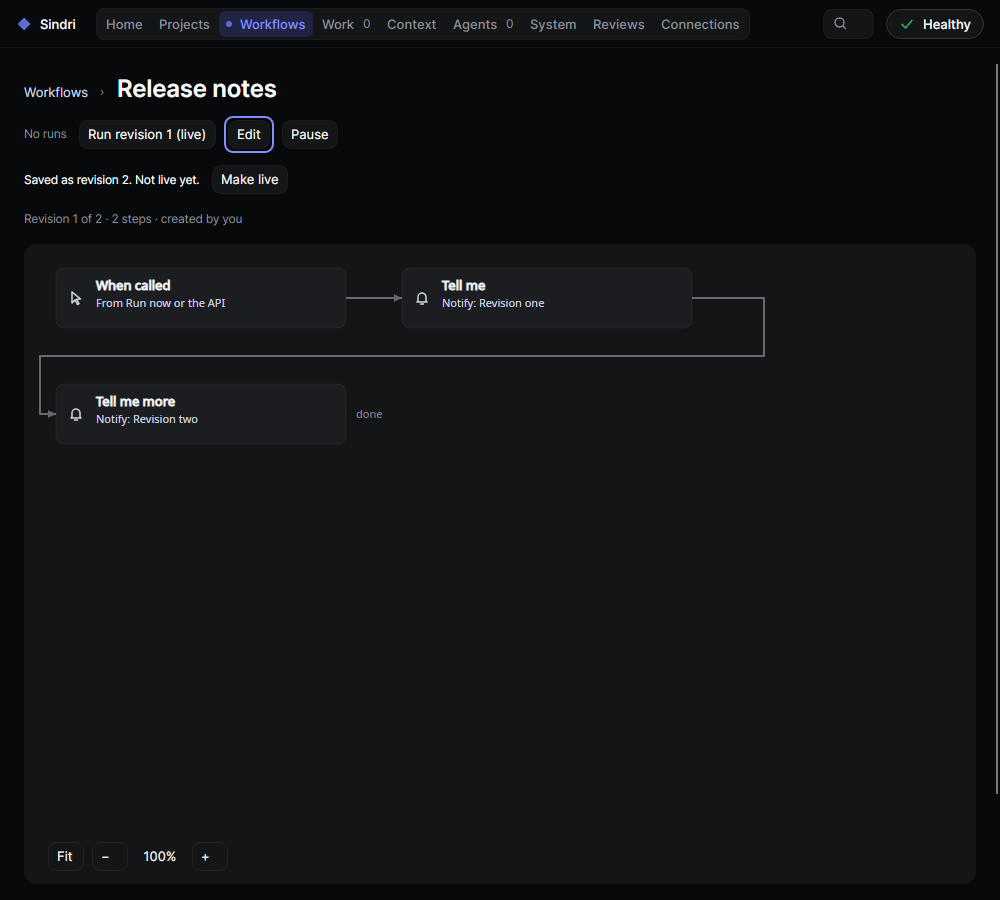 Sindri Home Projects Workflows Work 0 Context Agents 0 System Reviews Connections Healthy
Workflows › Release notes
No runs Run revision 1 (live) Edit Pause
Saved as revision 2. Not live yet. Make live
Revision 1 of 2 · 2 steps · created by you
When called
From Run now or the API
Tell me
Notify: Revision one
Tell me more
Notify: Revision two
done
Fit − 100% +